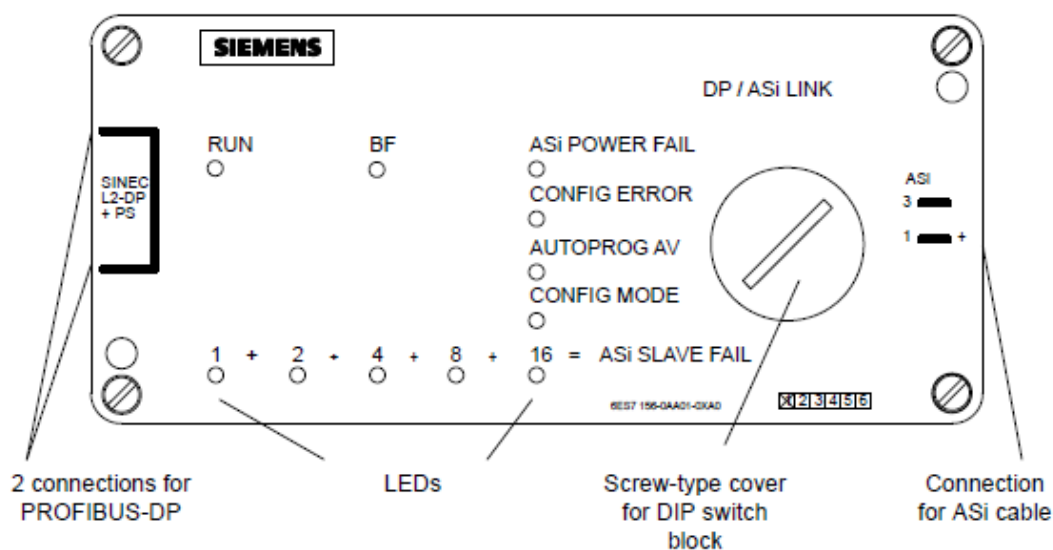 SIEMENS
DP / ASi LINK
RUN BF ASi POWER FAIL
SINEC
L2-DP
+ PS
CONFIG ERROR
ASI
3
1 +
AUTOPROG AV
CONFIG MODE
1 + 2 + 4 + 8 + 16 = ASi SLAVE FAIL
6ES7 156-0AA01-0XA0 X 2 3 4 5 6
2 connections for
PROFIBUS-DP
LEDs
Screw-type cover
for DIP switch
block
Connection
for ASi cable